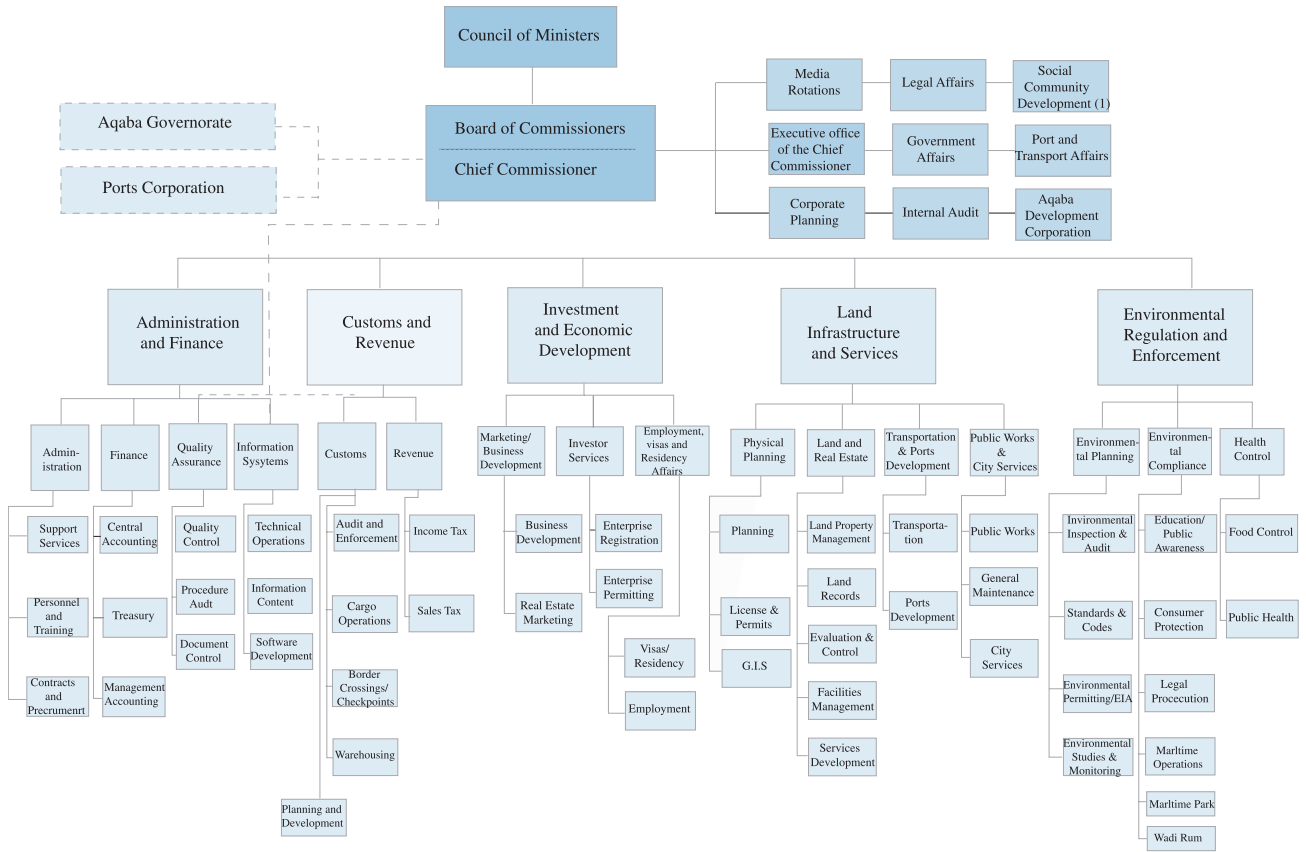 Council of Ministers
Board of Commissioners
Chief Commissioner
Aqaba Governorate
Ports Corporation
Media
Rotations
Legal Affairs
Social
Community
Development (1)
Executive office
of the Chief
Commissioner
Government
Affairs
Port and
Transport Affairs
Corporate
Planning
Internal Audit
Aqaba
Development
Corporation
Administration
and Finance
Customs and
Revenue
Investment
and Economic
Development
Land
Infrastructure
and Services
Environmental
Regulation and
Enforcement
Admin-
istration
Finance
Quality
Assurance
Information
Sysytems
Customs
Revenue
Marketing/
Business
Development
Investor
Services
Employment,
visas and
Residency
Affairs
Physical
Planning
Land and
Real Estate
Transportation
& Ports
Development
Public Works
&
City Services
Environmen-
tal Planning
Environmen-
tal
Compliance
Health
Control
Support
Services
Personnel
and
Training
Contracts
and
Precrumenrt
Central
Accounting
Treasury
Management
Accounting
Quality
Control
Procedure
Audt
Document
Control
Technical
Operations
Information
Content
Software
Development
Audit and
Enforcement
Cargo
Operations
Border
Crossings/
Checkpoints
Warehousing
Planning and
Development
Income Tax
Sales Tax
Business
Development
Real Estate
Marketing
Enterprise
Registration
Enterprise
Permitting
Visas/
Residency
Employment
Planning
License &
Permits
G.I.S
Land Property
Management
Land
Records
Evaluation &
Control
Facilities
Management
Services
Development
Transporta-
tion
Ports
Development
Public Works
General
Maintenance
City
Services
Invironmental
Inspection &
Audit
Standards &
Codes
Environmental
Permitting/EIA
Environmental
Studies &
Monitoring
Education/
Public
Awareness
Consumer
Protection
Legal
Procecution
Marltime
Operations
Marltime Park
Wadi Rum
Food Control
Public Health